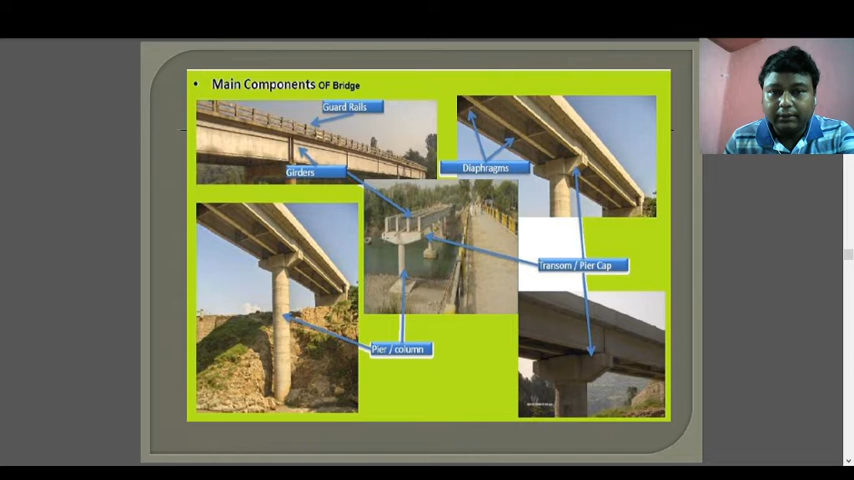 • Main Components OF Bridge
Guard Rails
Girders
Diaphragms
Transom / Pier Cap
Pier / column